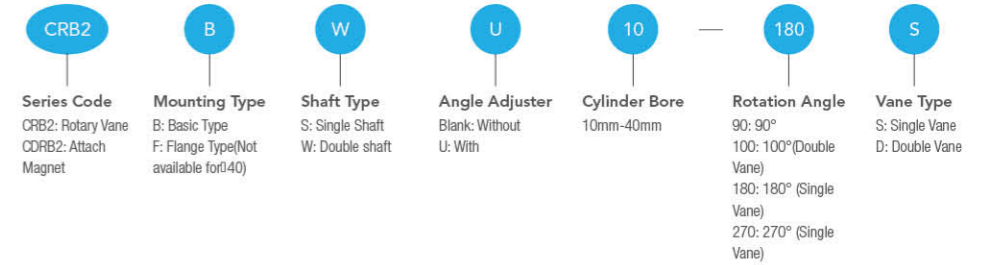 CRB2 B W U 10 — 180 S
Series Code
CRB2: Rotary Vane
CDRB2: Attach
Magnet
Mounting Type
B: Basic Type
F: Flange Type(Not
available for▯40)
Shaft Type
S: Single Shaft
W: Double shaft
Angle Adjuster
Blank: Without
U: With
Cylinder Bore
10mm-40mm
Rotation Angle
90: 90°
100: 100°(Double
Vane)
180: 180° (Single
Vane)
270: 270° (Single
Vane)
Vane Type
S: Single Vane
D: Double Vane